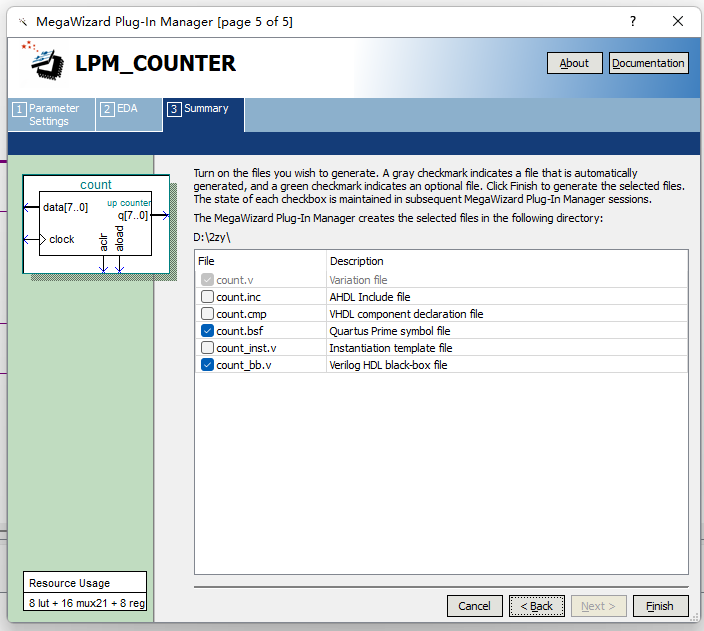 MegaWizard Plug-In Manager [page 5 of 5]
?
LPM_COUNTER
About
Documentation
1 Parameter
Settings
2 EDA
3 Summary
count
up counter
data[7..0]
q[7..0]
clock
aclr
aload
Turn on the files you wish to generate. A gray checkmark indicates a file that is automatically
generated, and a green checkmark indicates an optional file. Click Finish to generate the selected files.
The state of each checkbox is maintained in subsequent MegaWizard Plug-In Manager sessions.
The MegaWizard Plug-In Manager creates the selected files in the following directory:
D:\2zy\
File Description
count.v Variation file
count.inc AHDL Include file
count.cmp VHDL component declaration file
count.bsf Quartus Prime symbol file
count_inst.v Instantiation template file
count_bb.v Verilog HDL black-box file
Resource Usage
8 lut + 16 mux21 + 8 reg
Cancel
< Back
Next >
Finish